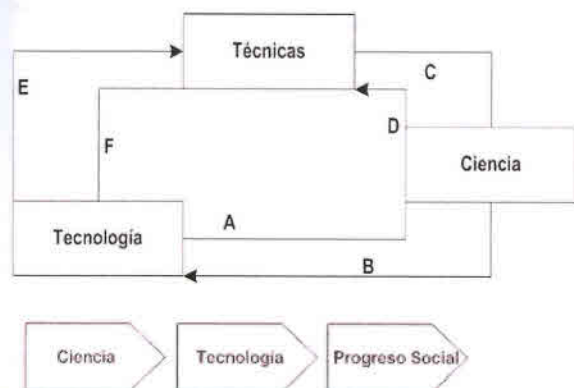 Técnicas
E
C
F
D
Ciencia
Tecnología
A
B
Ciencia
Tecnología
Progreso Social